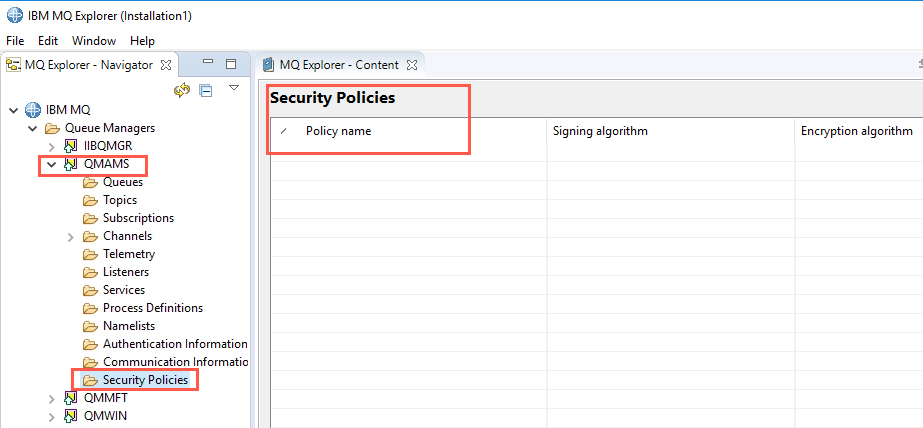 IBM MQ Explorer (Installation1)
File Edit Window Help
MQ Explorer - Navigator
MQ Explorer - Content
IBM MQ
Queue Managers
IIBQMGR
QMAMS
Queues
Topics
Subscriptions
Channels
Telemetry
Listeners
Services
Process Definitions
Namelists
Authentication Information
Communication Informatio
Security Policies
QMMFT
QMWIN
Security Policies
Policy name Signing algorithm Encryption algorithm